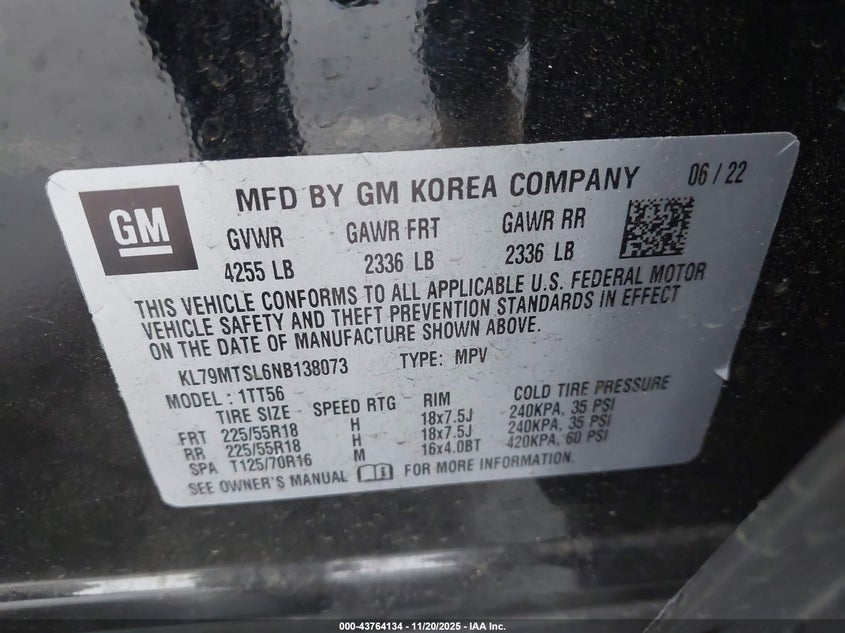 GM
MFD BY GM KOREA COMPANY 06 / 22
GVWR GAWR FRT GAWR RR
4255 LB 2336 LB 2336 LB
THIS VEHICLE CONFORMS TO ALL APPLICABLE U.S. FEDERAL MOTOR
VEHICLE SAFETY AND THEFT PREVENTION STANDARDS IN EFFECT
ON THE DATE OF MANUFACTURE SHOWN ABOVE.
KL79MTSL6NB138073 TYPE: MPV
MODEL : 1TT56
TIRE SIZE SPEED RTG RIM COLD TIRE PRESSURE
FRT 225/55R18 H 18x7.5J 240KPA, 35 PSI
RR 225/55R18 H 18x7.5J 240KPA, 35 PSI
SPA T125/70R16 M 16x4.0BT 420KPA, 60 PSI
SEE OWNER'S MANUAL FOR MORE INFORMATION.
000-43764134 - 11/20/2025 - IAA Inc.